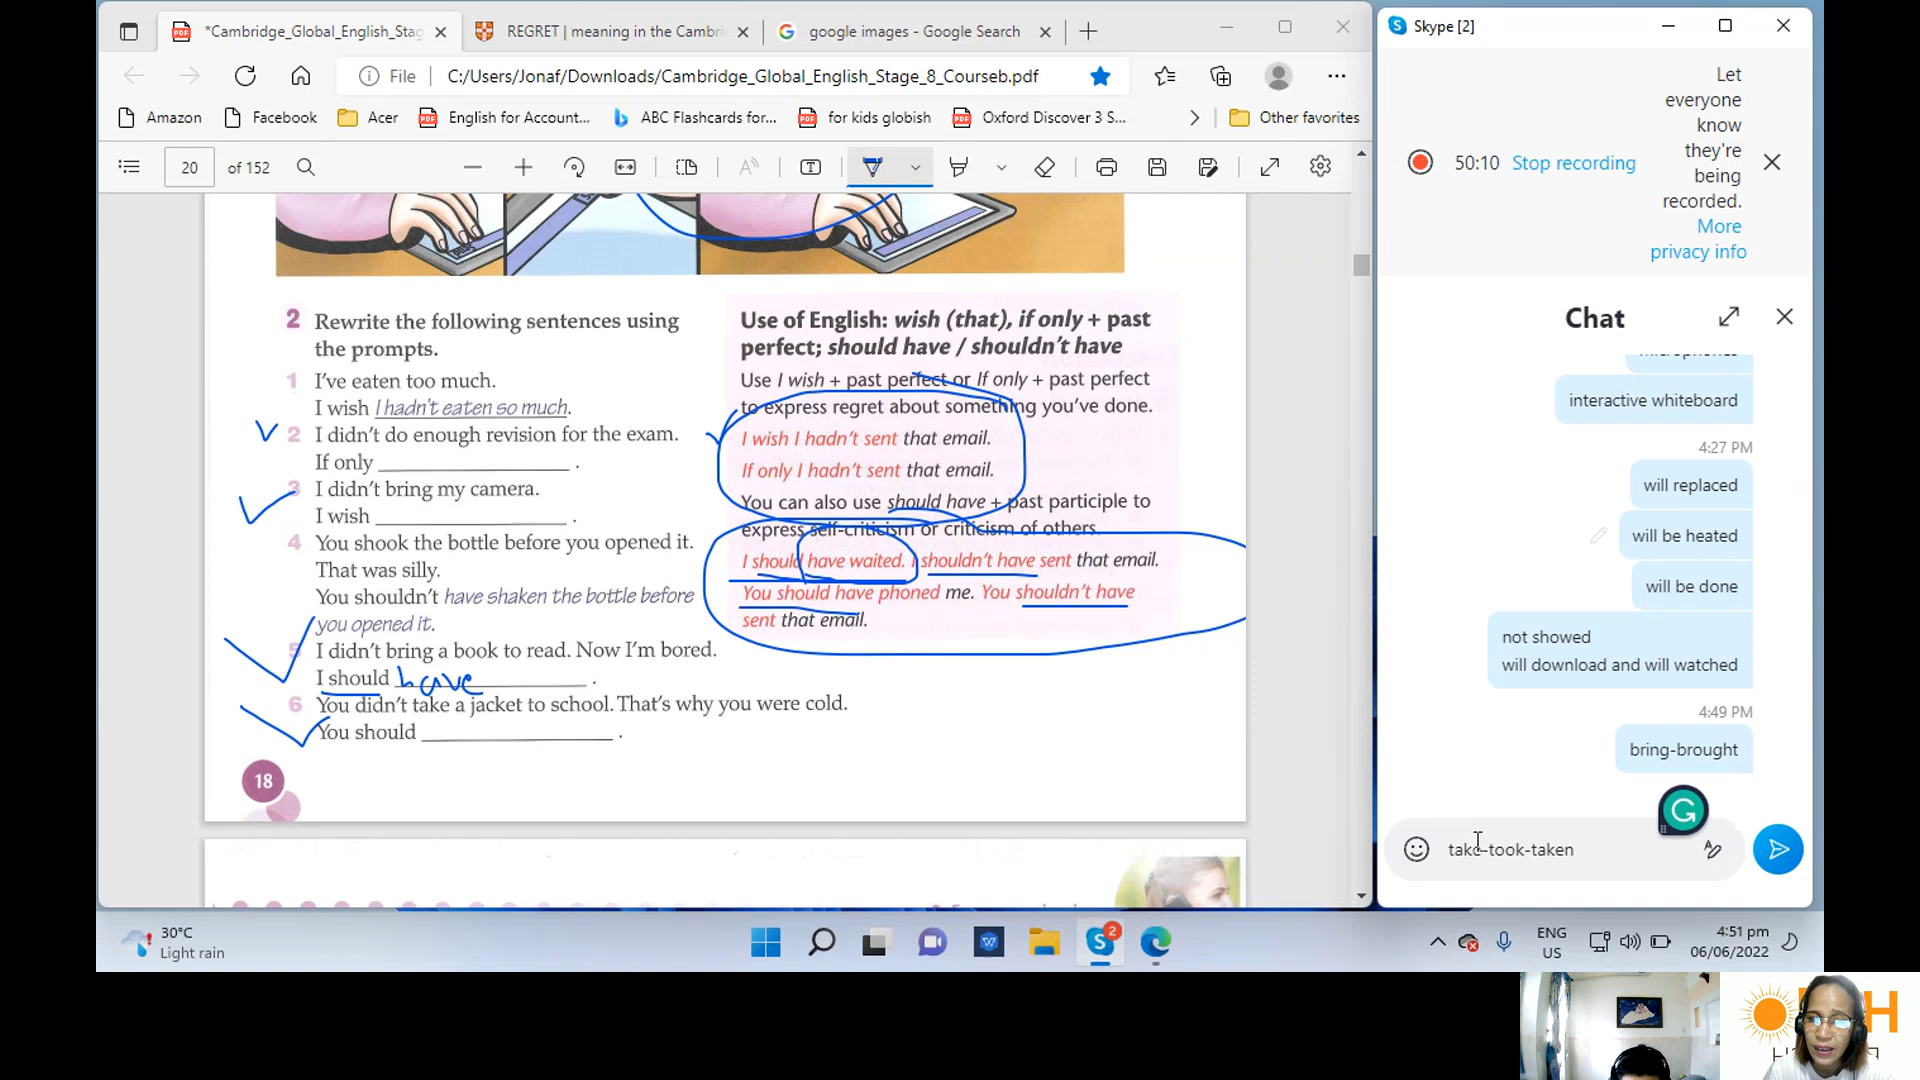 *Cambridge_Global_English_Stag
REGRET | meaning in the Cambri
google images - Google Search
File
C:/Users/Jonaf/Downloads/Cambridge_Global_English_Stage_8_Courseb.pdf
Amazon
Facebook
Acer
English for Account...
ABC Flashcards for...
for kids globish
Oxford Discover 3 S...
Other favorites
20 of 152
2 Rewrite the following sentences using
the prompts.
1 I've eaten too much.
I wish I hadn't eaten so much.
2 I didn't do enough revision for the exam.
If only ____________________ .
3 I didn't bring my camera.
I wish ____________________ .
4 You shook the bottle before you opened it.
That was silly.
You shouldn't have shaken the bottle before
you opened it.
5 I didn't bring a book to read. Now I'm bored.
I should have ____________________ .
6 You didn't take a jacket to school. That's why you were cold.
You should ____________________ .
18
Use of English: wish (that), if only + past
perfect; should have / shouldn't have
Use I wish + past perfect or If only + past perfect
to express regret about something you've done.
I wish I hadn't sent that email.
If only I hadn't sent that email.
You can also use should have + past participle to
express self-criticism or criticism of others.
I should have waited. I shouldn't have sent that email.
You should have phoned me. You shouldn't have
sent that email.
Skype [2]
50:10 Stop recording
Let
everyone
know
they're
being
recorded.
More
privacy info
Chat
interactive whiteboard
4:27 PM
will replaced
will be heated
will be done
not showed
will download and will watched
4:49 PM
bring-brought
take-took-taken
30°C
Light rain
2
ENG
US
4:51 pm
06/06/2022